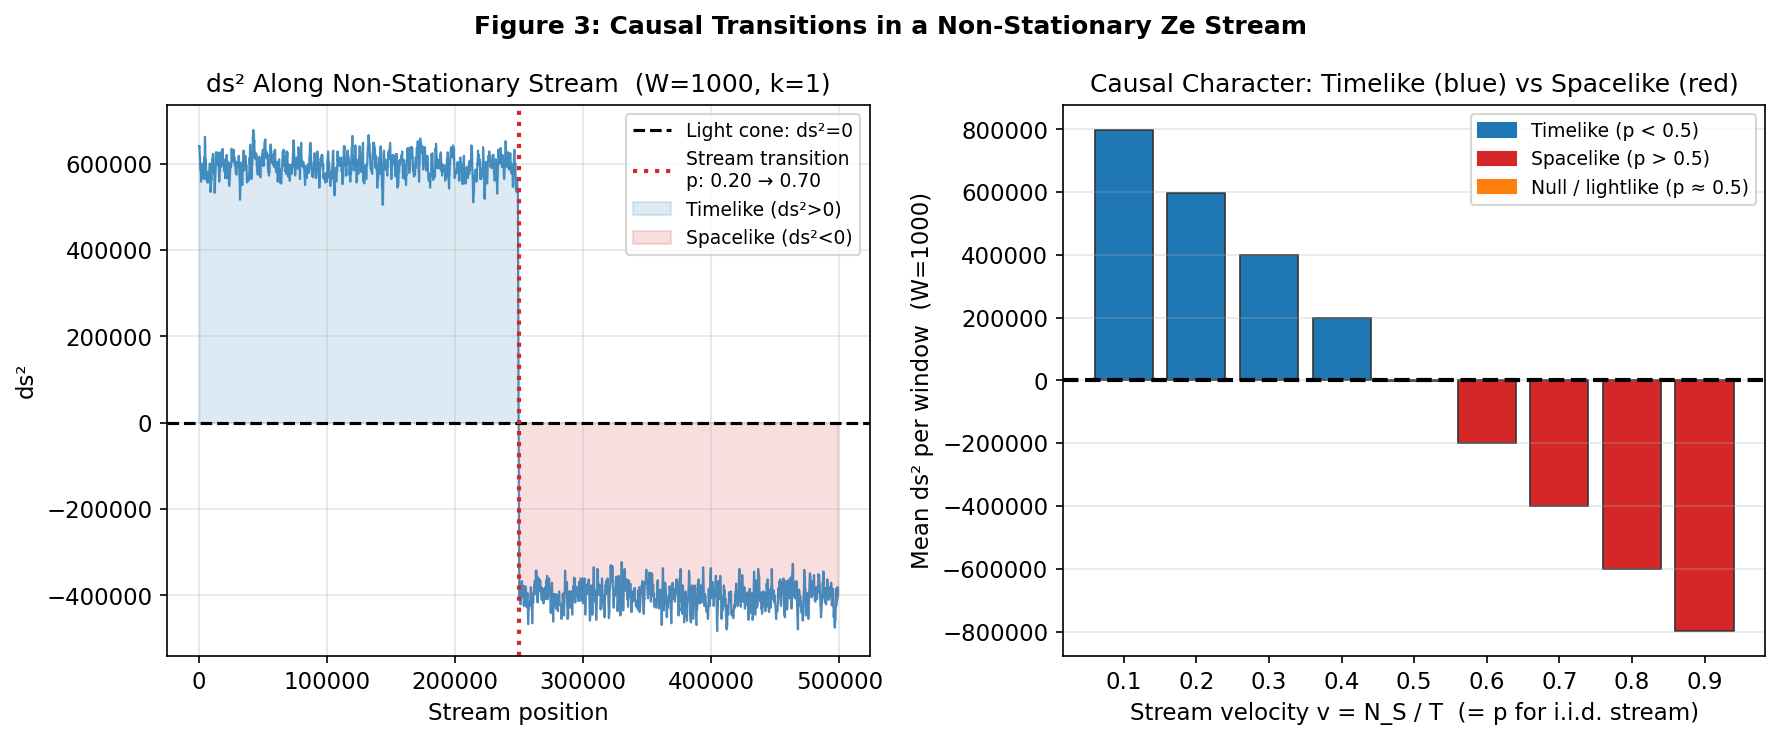 Figure 3: Causal Transitions in a Non-Stationary Ze Stream
ds² Along Non-Stationary Stream  (W=1000, k=1)
ds²
600000
400000
200000
0
−200000
−400000
Light cone: ds²=0
Stream transition
p: 0.20 → 0.70
Timelike (ds²>0)
Spacelike (ds²<0)
0
100000
200000
300000
400000
500000
Stream position
Causal Character: Timelike (blue) vs Spacelike (red)
Mean ds² per window  (W=1000)
800000
600000
400000
200000
0
−200000
−400000
−600000
−800000
Timelike (p < 0.5)
Spacelike (p > 0.5)
Null / lightlike (p ≈ 0.5)
0.1
0.2
0.3
0.4
0.5
0.6
0.7
0.8
0.9
Stream velocity v = N_S / T  (= p for i.i.d. stream)